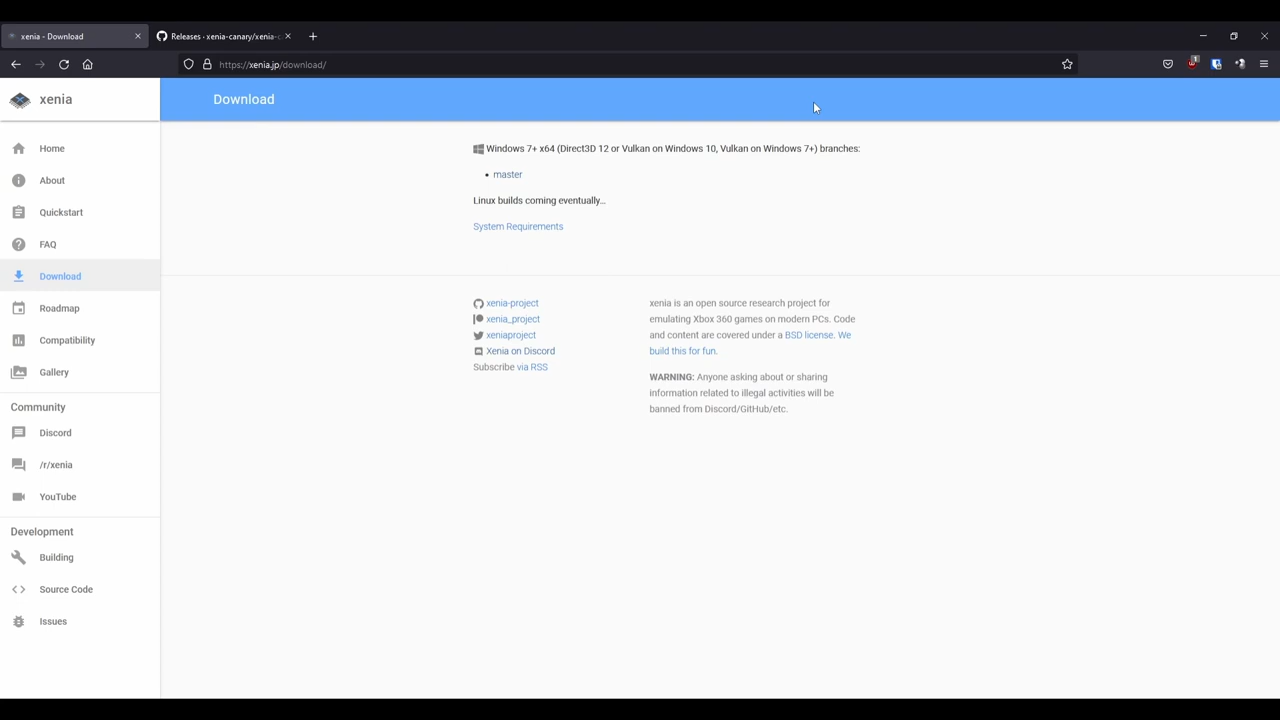 xenia - Download
Releases · xenia-canary/xenia-c
https://xenia.jp/download/
1
xenia
Download
Home
About
Quickstart
FAQ
Download
Roadmap
Compatibility
Gallery
Community
Discord
/r/xenia
YouTube
Development
Building
Source Code
Issues
Windows 7+ x64 (Direct3D 12 or Vulkan on Windows 10, Vulkan on Windows 7+) branches:
• master
Linux builds coming eventually...
System Requirements
xenia-project
xenia_project
xeniaproject
Xenia on Discord
Subscribe via RSS
xenia is an open source research project for
emulating Xbox 360 games on modern PCs. Code
and content are covered under a BSD license. We
build this for fun.
WARNING: Anyone asking about or sharing
information related to illegal activities will be
banned from Discord/GitHub/etc.